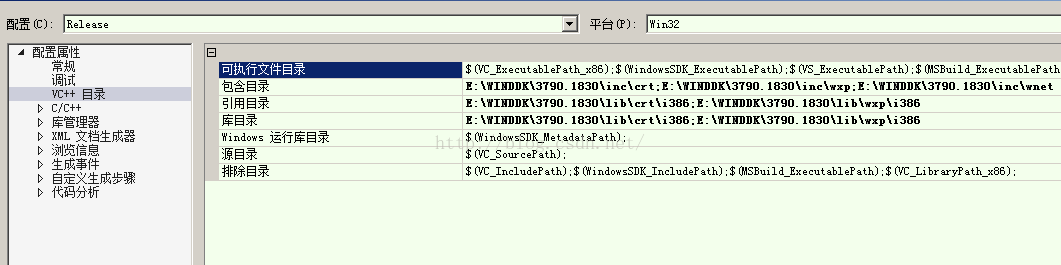 配置(C): Release 平台(P): Win32
配置属性
常规
调试
VC++ 目录
C/C++
库管理器
XML 文档生成器
浏览信息
生成事件
自定义生成步骤
代码分析
可执行文件目录 $(VC_ExecutablePath_x86);$(WindowsSDK_ExecutablePath);$(VS_ExecutablePath);$(MSBuild_ExecutablePath
包含目录 E:\WINDDK\3790.1830\inc\crt;E:\WINDDK\3790.1830\inc\wxp;E:\WINDDK\3790.1830\inc\wnet
引用目录 E:\WINDDK\3790.1830\lib\crt\i386;E:\WINDDK\3790.1830\lib\wxp\i386
库目录 E:\WINDDK\3790.1830\lib\crt\i386;E:\WINDDK\3790.1830\lib\wxp\i386
Windows 运行库目录 $(WindowsSDK_MetadataPath);
源目录 $(VC_SourcePath);
排除目录 $(VC_IncludePath);$(WindowsSDK_IncludePath);$(MSBuild_ExecutablePath);$(VC_LibraryPath_x86);
http://blog.csdn.net/